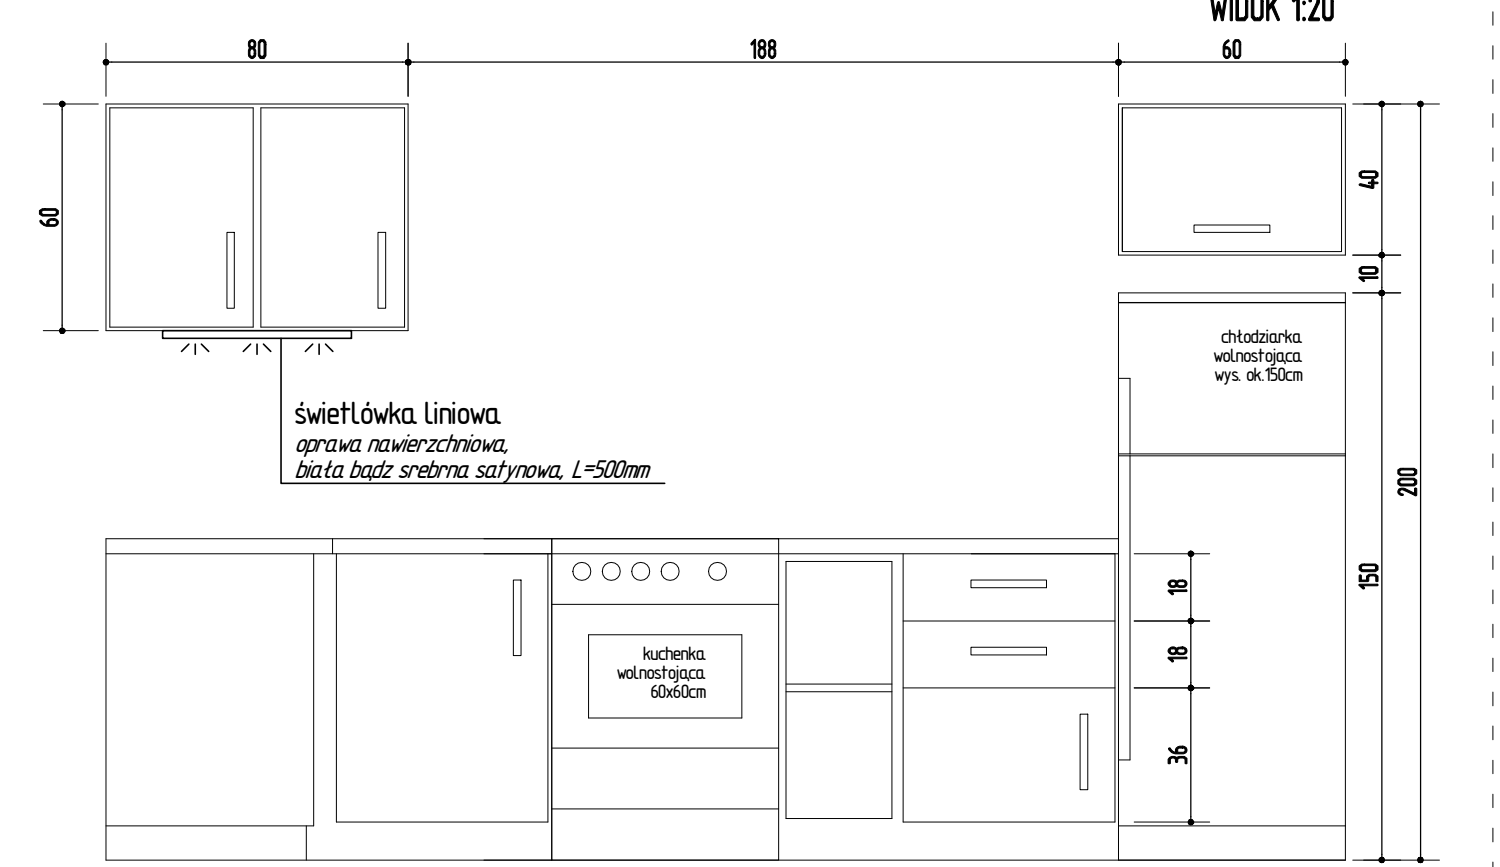 WIDOK 1:20
80
188
60
60
40
10
chłodziarka
wolnostojąca
wys. ok.150cm
świetlówka liniowa
oprawa nawierzchniowa,
biała bądz srebrna satynowa, L=500mm
200
150
18
18
36
kuchenka
wolnostojąca
60x60cm